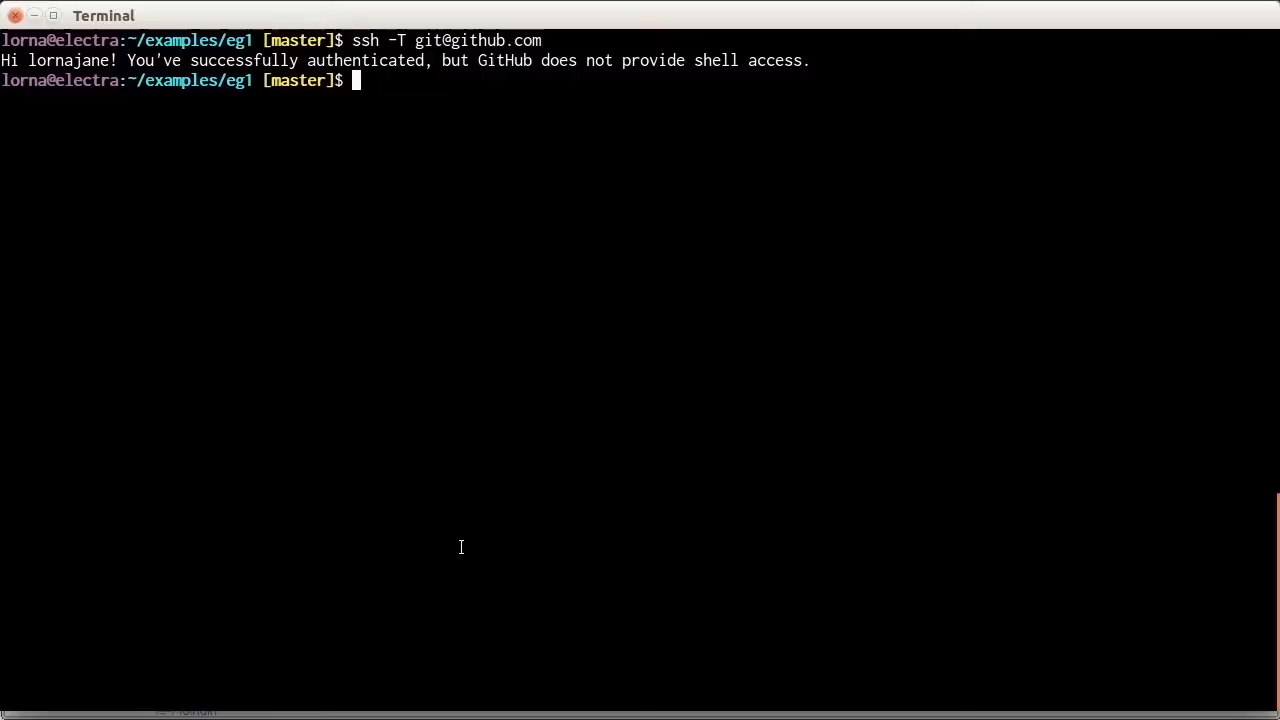 Terminal
lorna@electra:~/examples/eg1 [master]$ ssh -T git@github.com
Hi lornajane! You've successfully authenticated, but GitHub does not provide shell access.
lorna@electra:~/examples/eg1 [master]$